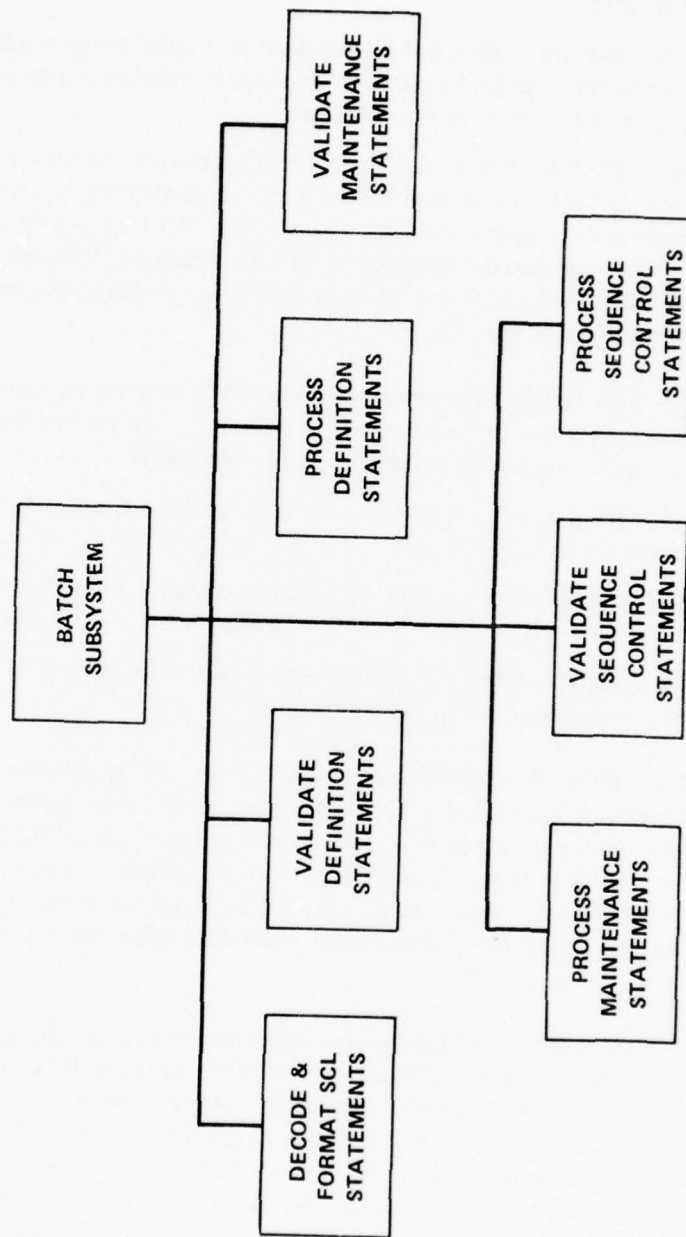 BATCH
SUBSYSTEM
DECODE &
FORMAT SCL
STATEMENTS
VALIDATE
DEFINITION
STATEMENTS
PROCESS
DEFINITION
STATEMENTS
VALIDATE
MAINTENANCE
STATEMENTS
PROCESS
MAINTENANCE
STATEMENTS
VALIDATE
SEQUENCE
CONTROL
STATEMENTS
PROCESS
SEQUENCE
CONTROL
STATEMENTS